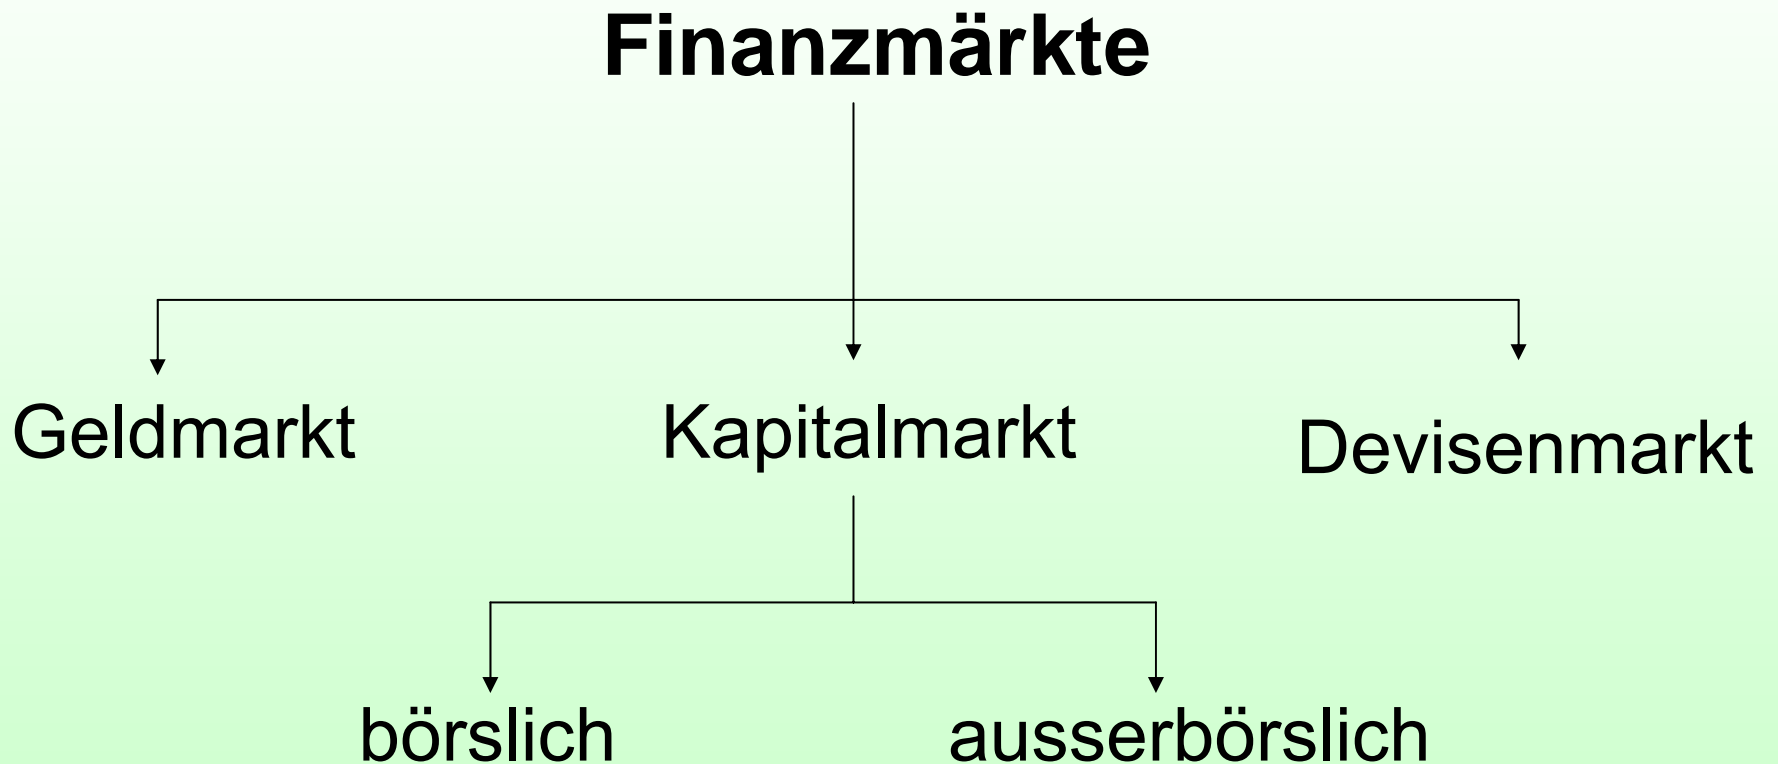 Finanzmärkte
Geldmarkt
Kapitalmarkt
Devisenmarkt
börslich
ausserbörslich